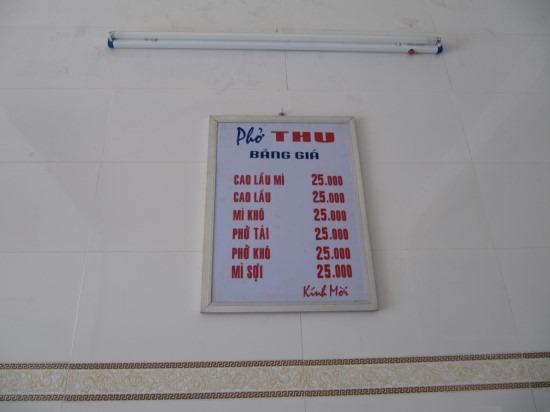 Phở THU
BẢNG GIÁ
CAO LẦU MÌ 25.000
CAO LẦU 25.000
MÌ KHÔ 25.000
PHỞ TÁI 25.000
PHỞ KHÔ 25.000
MÌ SỢI 25.000
Kính Mời